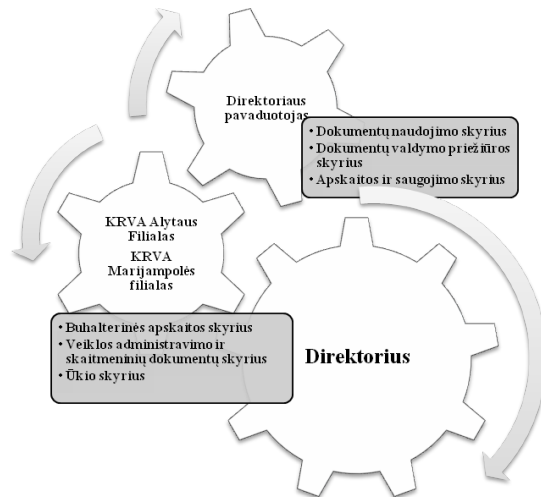 Direktoriaus
pavaduotojas
• Dokumentų naudojimo skyrius
• Dokumentų valdymo priežiūros
skyrius
• Apskaitos ir saugojimo skyrius
KRVA Alytaus
Filialas
KRVA
Marijampolės
filialas
• Buhalterinės apskaitos skyrius
• Veiklos administravimo ir
skaitmeninių dokumentų skyrius
• Ūkio skyrius
Direktorius